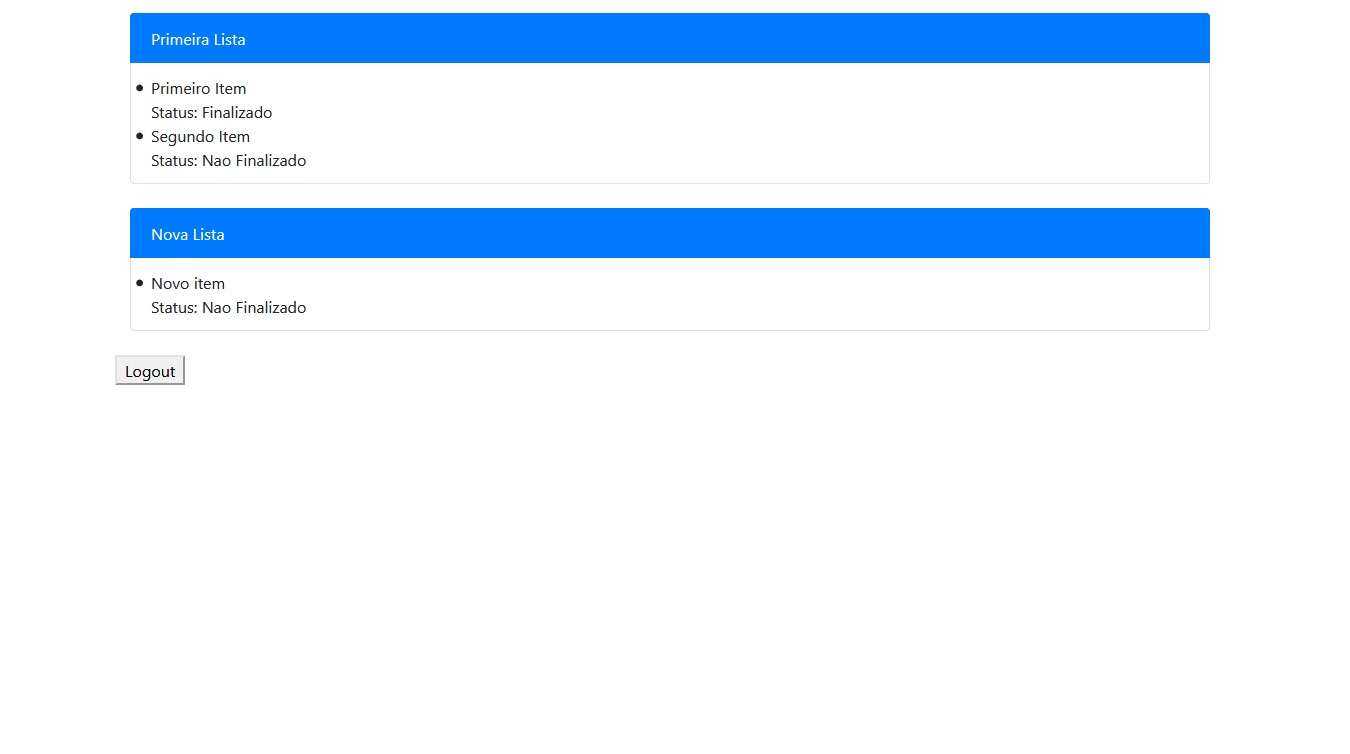 Primeira Lista
Primeiro Item
Status: Finalizado
Segundo Item
Status: Nao Finalizado
Nova Lista
Novo item
Status: Nao Finalizado
Logout